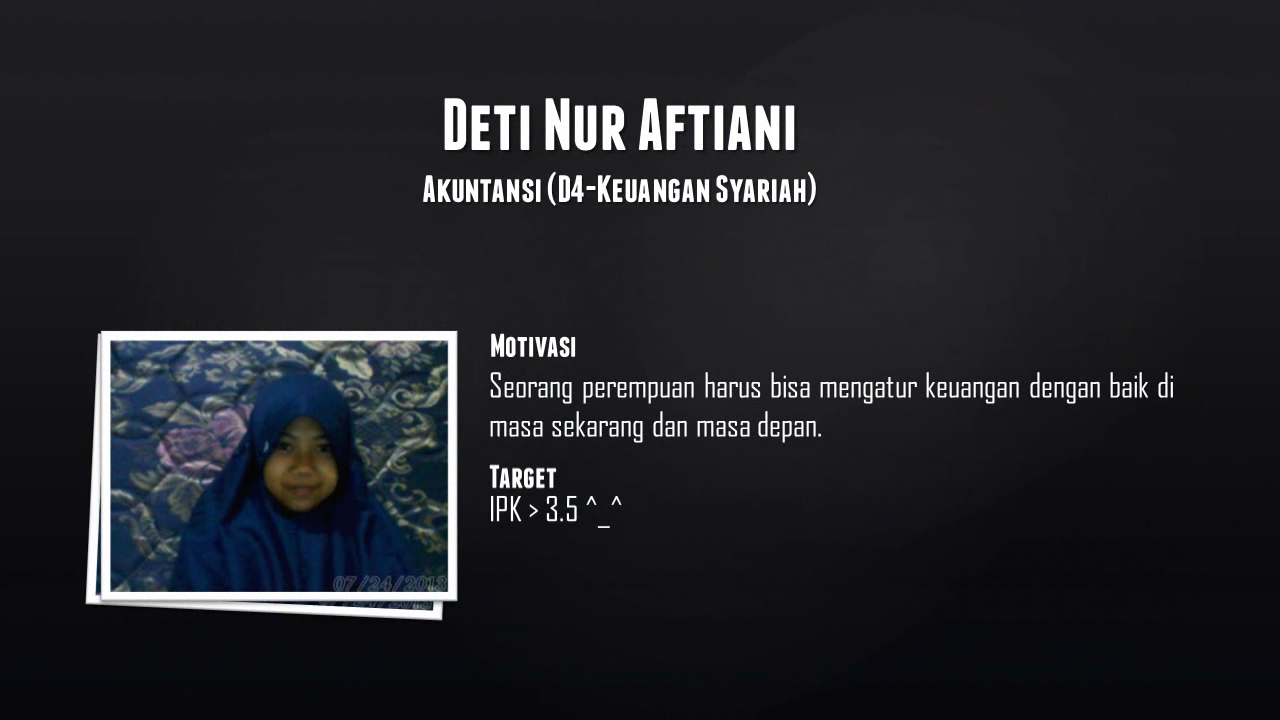 Deti Nur Aftiani
Akuntansi (D4-Keuangan Syariah)
Motivasi
Seorang perempuan harus bisa mengatur keuangan dengan baik di
masa sekarang dan masa depan.
Target
IPK > 3.5 ^_^
07/24/2013